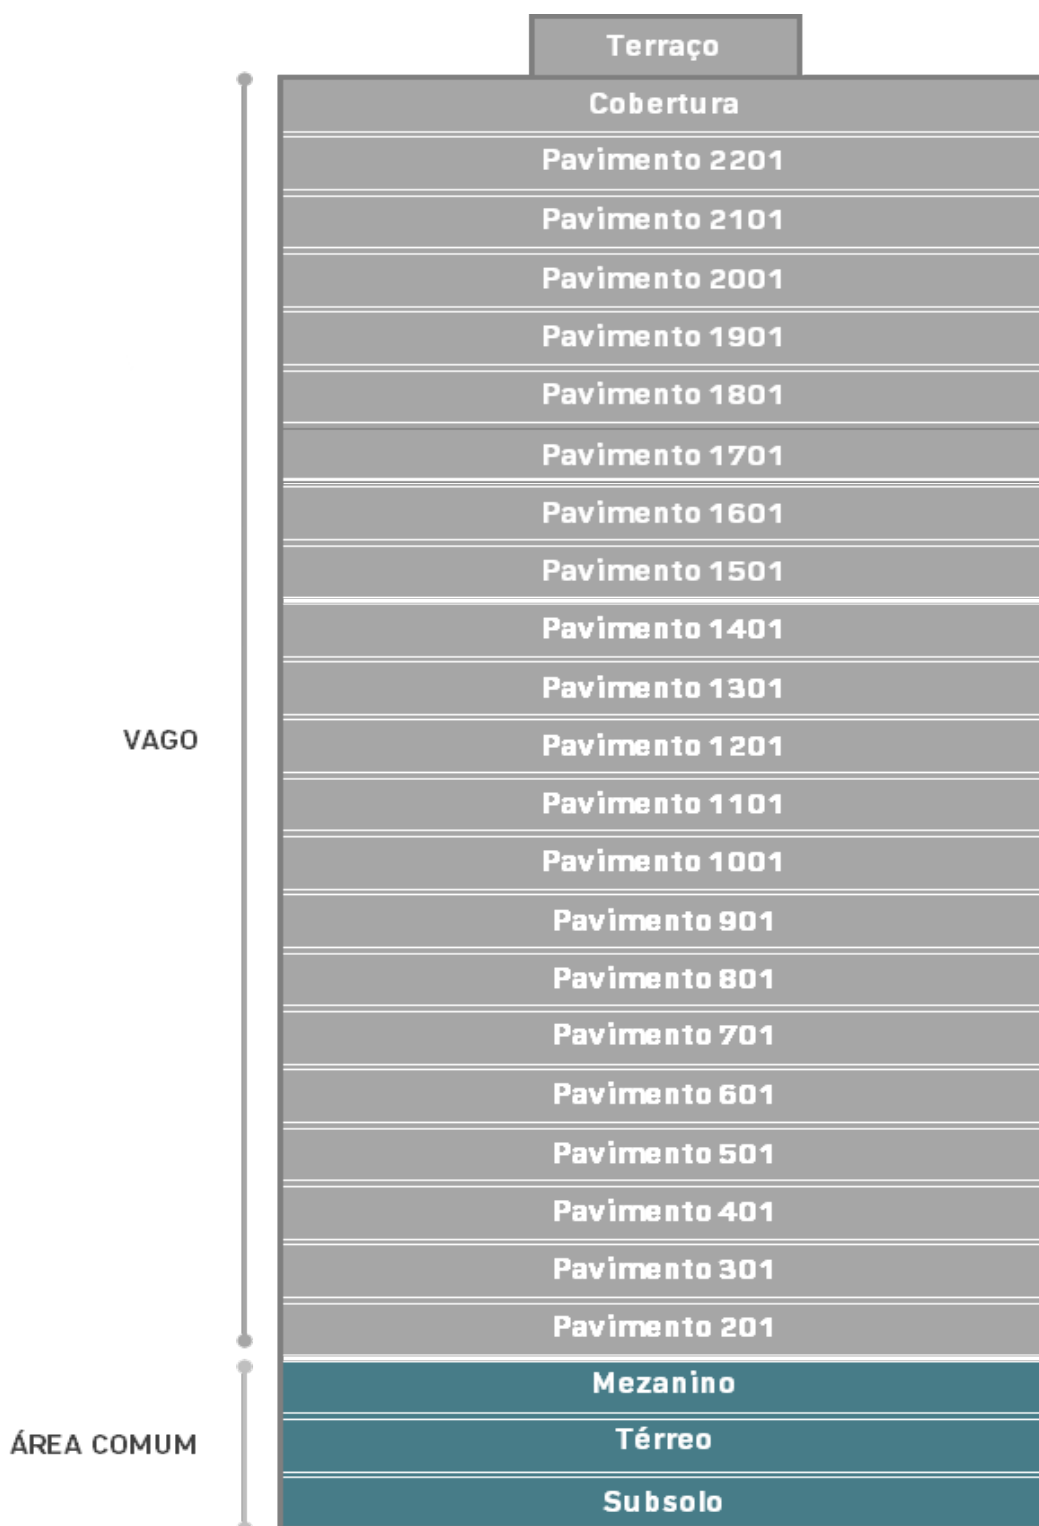 Terraço
Cobertura
Pavimento 2201
Pavimento 2101
Pavimento 2001
Pavimento 1901
Pavimento 1801
Pavimento 1701
Pavimento 1601
Pavimento 1501
Pavimento 1401
Pavimento 1301
VAGO
Pavimento 1201
Pavimento 1101
Pavimento 1001
Pavimento 901
Pavimento 801
Pavimento 701
Pavimento 601
Pavimento 501
Pavimento 401
Pavimento 301
Pavimento 201
Mezanino
ÁREA COMUM
Térreo
Subsolo